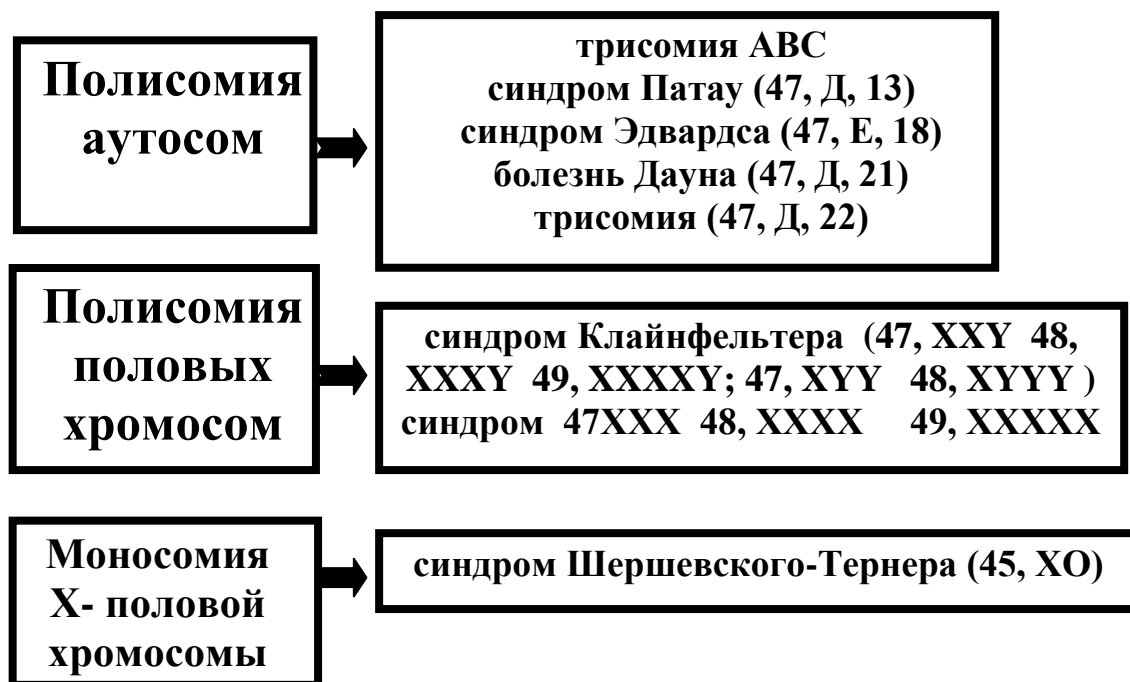 Полисомия
аутосом
трисомия АВС
синдром Патау (47, Д, 13)
синдром Эдвардса (47, Е, 18)
болезнь Дауна (47, Д, 21)
трисомия (47, Д, 22)
Полисомия
половых
хромосом
синдром Клайнфельтера (47, XXY 48,
XXXY 49, XXXXY; 47, XYY 48, XYYY )
синдром 47XXX 48, XXXX 49, XXXXX
Моносомия
Х- половой
хромосомы
синдром Шершевского-Тернера (45, ХО)